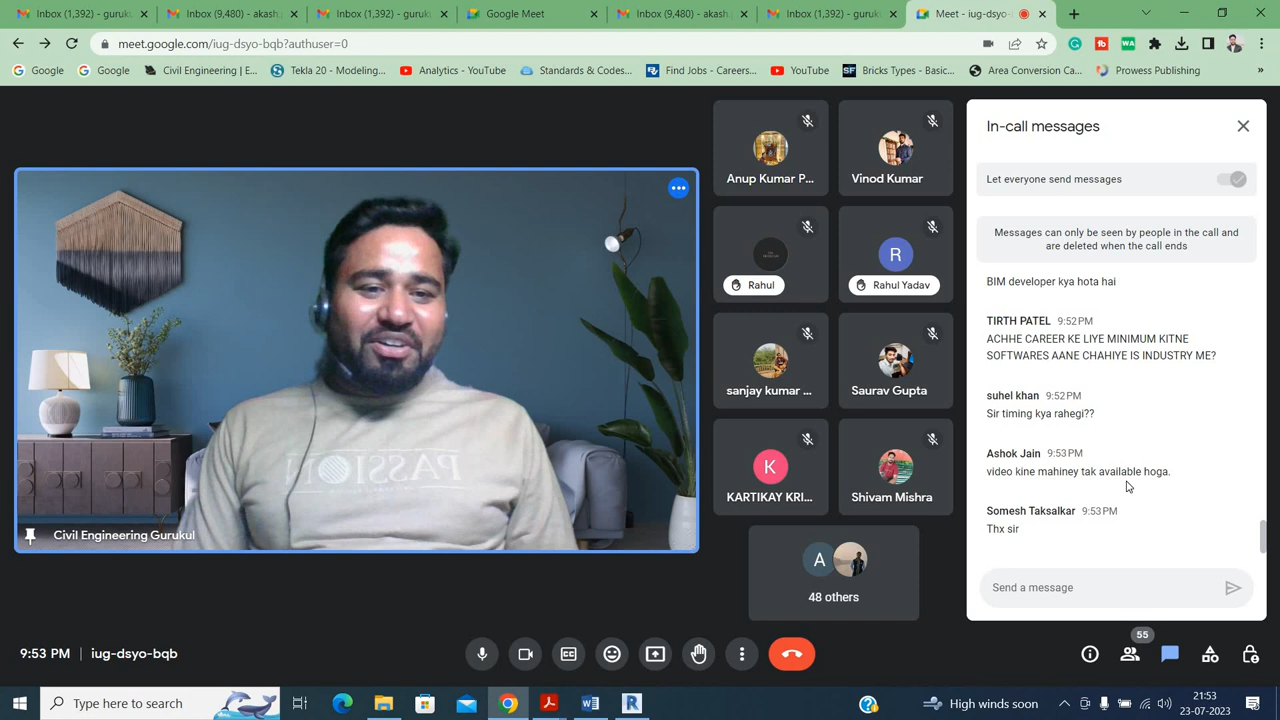 Inbox (1,392) - guruku
Inbox (9,480) - akash.p
Inbox (1,392) - guruku
Google Meet
Inbox (9,480) - akash.p
Inbox (1,392) - guruku
Meet - iug-dsyo-
meet.google.com/iug-dsyo-bqb?authuser=0
Google
Google
Civil Engineering | E...
Tekla 20 - Modeling...
Analytics - YouTube
Standards & Codes...
Find Jobs - Careers...
YouTube
Bricks Types - Basic...
Area Conversion Ca...
Prowess Publishing
»
PASSION
Civil Engineering Gurukul
Anup Kumar P...
Vinod Kumar
Rahul
R
Rahul Yadav
sanjay kumar ...
Saurav Gupta
K
KARTIKAY KRI...
Shivam Mishra
A
48 others
In-call messages
Let everyone send messages
Messages can only be seen by people in the call and
are deleted when the call ends
BIM developer kya hota hai
TIRTH PATEL 9:52 PM
ACHHE CAREER KE LIYE MINIMUM KITNE
SOFTWARES AANE CHAHIYE IS INDUSTRY ME?
suhel khan 9:52 PM
Sir timing kya rahegi??
Ashok Jain 9:53 PM
video kine mahiney tak available hoga.
Somesh Taksalkar 9:53 PM
Thx sir
Send a message
9:53 PM | iug-dsyo-bqb
55
Type here to search
High winds soon
21:53
23-07-2023